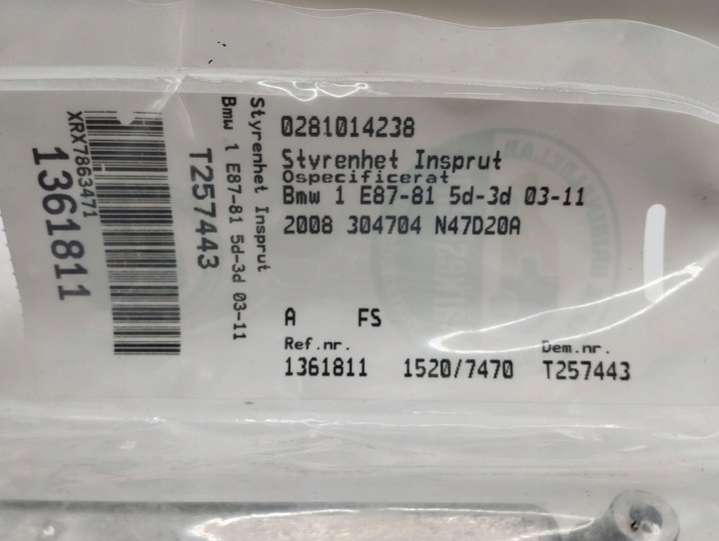 XRX7863471
1361811
T257443
Styrenhet Insprut
Bmw 1 E87-81 5d-3d 03-11
0281014238
Styrenhet Insprut
Ospecificerat
Bmw 1 E87-81 5d-3d 03-11
2008 304704 N47D20A
A FS
Ref.nr. Dem.nr.
1361811 1520/7470 T257443